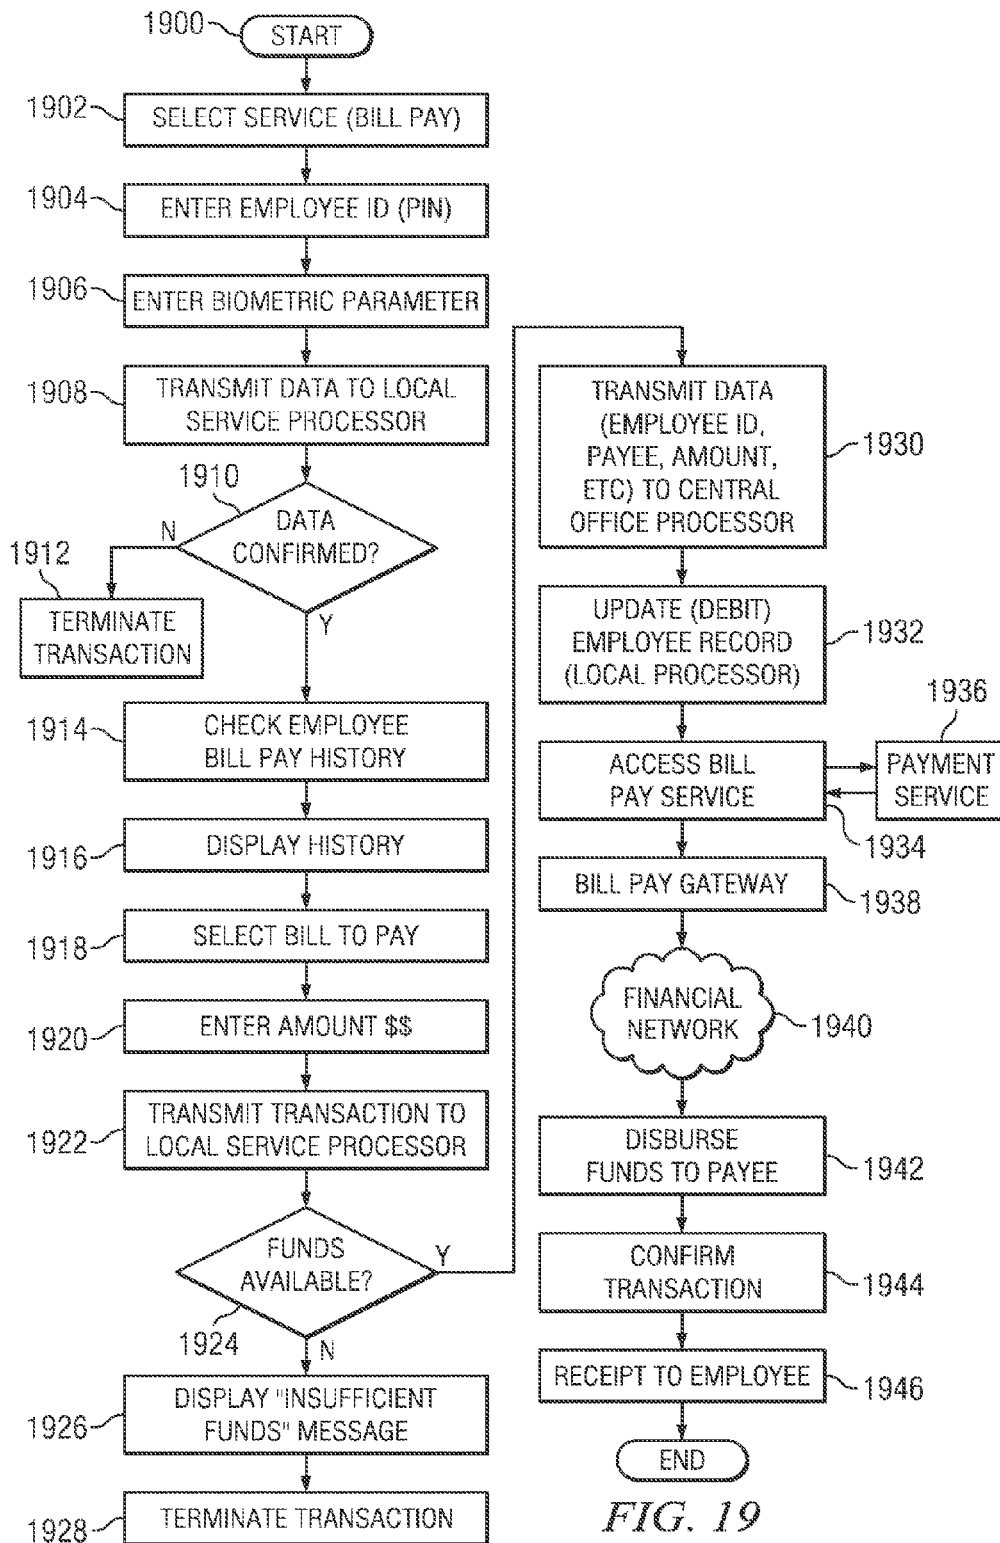 1900
START
1902
SELECT SERVICE (BILL PAY)
1904
ENTER EMPLOYEE ID (PIN)
1906
ENTER BIOMETRIC PARAMETER
1908
TRANSMIT DATA TO LOCAL
SERVICE PROCESSOR
1910
DATA
CONFIRMED?
N
Y
1912
TERMINATE
TRANSACTION
1914
CHECK EMPLOYEE
BILL PAY HISTORY
1916
DISPLAY HISTORY
1918
SELECT BILL TO PAY
1920
ENTER AMOUNT $$
1922
TRANSMIT TRANSACTION TO
LOCAL SERVICE PROCESSOR
FUNDS
AVAILABLE?
Y
1924
N
1926
DISPLAY "INSUFFICIENT
FUNDS" MESSAGE
1928
TERMINATE TRANSACTION
TRANSMIT DATA
(EMPLOYEE ID,
PAYEE, AMOUNT,
ETC) TO CENTRAL
OFFICE PROCESSOR
1930
UPDATE (DEBIT)
EMPLOYEE RECORD
(LOCAL PROCESSOR)
1932
1936
ACCESS BILL
PAY SERVICE
PAYMENT
SERVICE
1934
BILL PAY GATEWAY
1938
FINANCIAL
NETWORK
1940
DISBURSE
FUNDS TO PAYEE
1942
CONFIRM
TRANSACTION
1944
RECEIPT TO EMPLOYEE
1946
END
FIG. 19